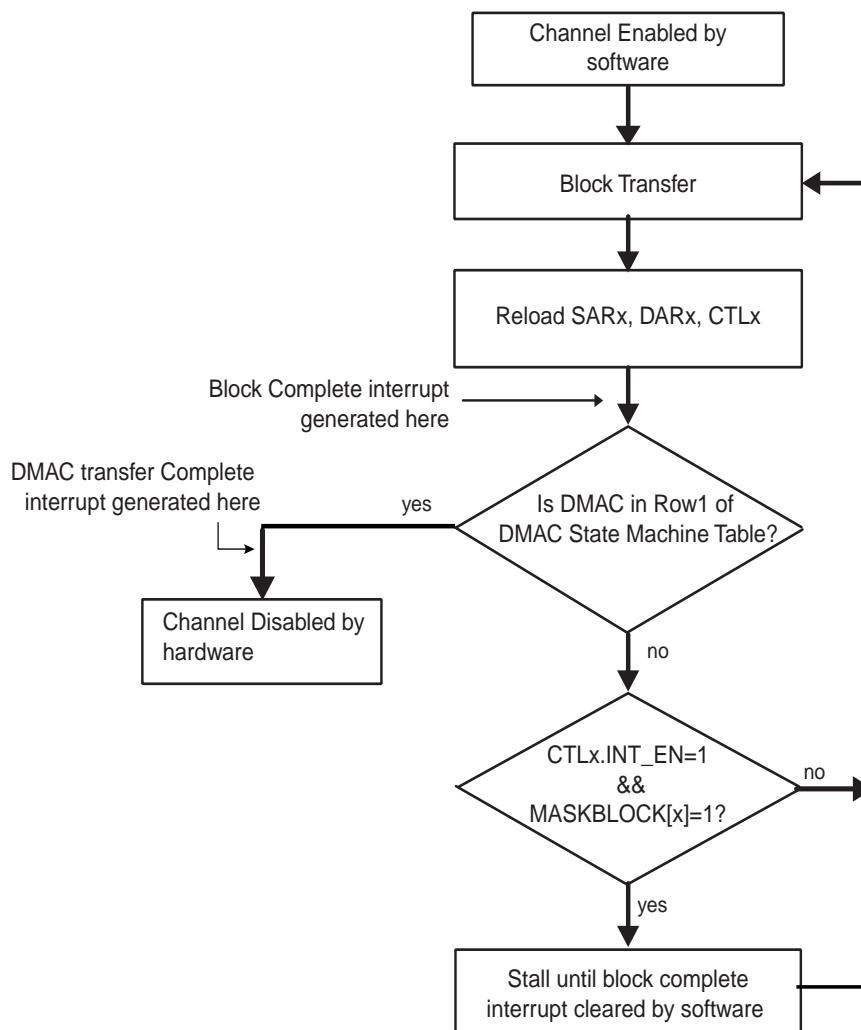 Channel Enabled by
software
Block Transfer
Reload SARx, DARx, CTLx
Block Complete interrupt
generated here
DMAC transfer Complete
interrupt generated here
yes
Is DMAC in Row1 of
DMAC State Machine Table?
Channel Disabled by
hardware
no
CTLx.INT_EN=1
&&
MASKBLOCK[x]=1?
no
yes
Stall until block complete
interrupt cleared by software